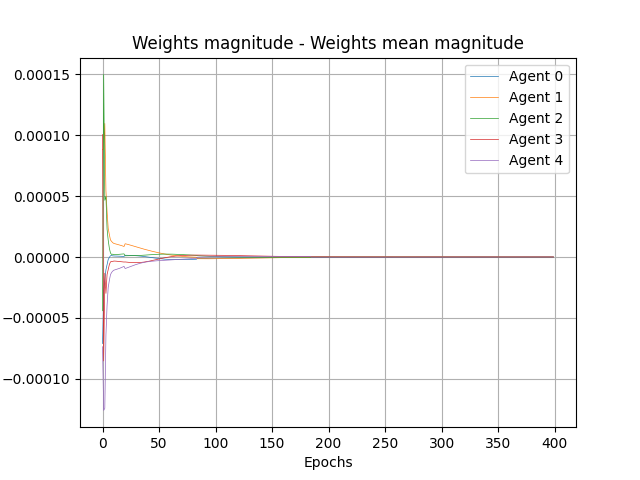 Weights magnitude - Weights mean magnitude
0.00015
0.00010
0.00005
0.00000
−0.00005
−0.00010
Agent 0
Agent 1
Agent 2
Agent 3
Agent 4
0 50 100 150 200 250 300 350 400
Epochs